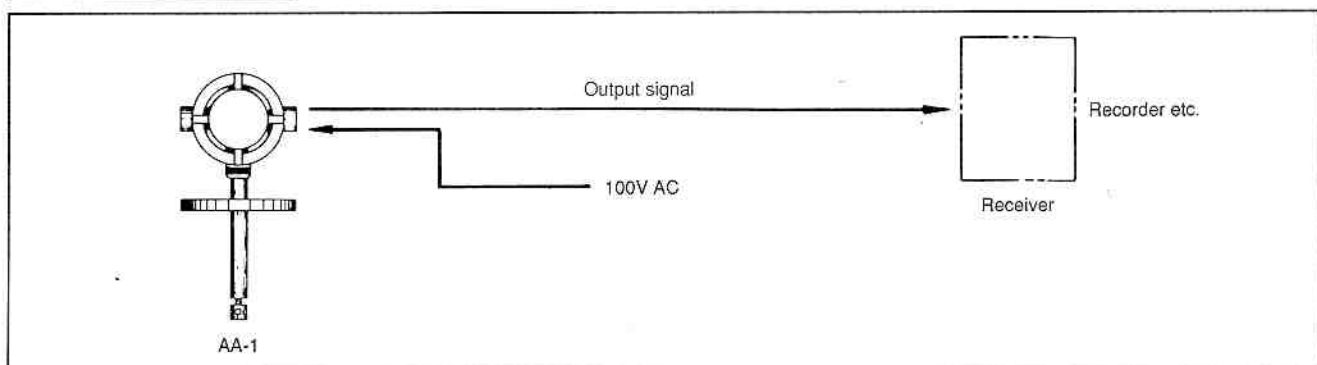 Output signal
Recorder etc.
100V AC
Receiver
AA-1